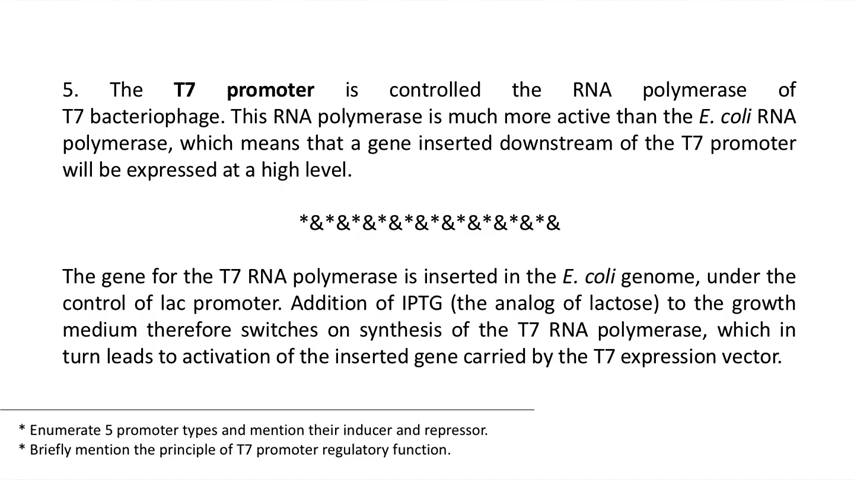 5. The T7 promoter is controlled the RNA polymerase of
T7 bacteriophage. This RNA polymerase is much more active than the E. coli RNA
polymerase, which means that a gene inserted downstream of the T7 promoter
will be expressed at a high level.
*&*&*&*&*&*&*&*&*&*&
The gene for the T7 RNA polymerase is inserted in the E. coli genome, under the
control of lac promoter. Addition of IPTG (the analog of lactose) to the growth
medium therefore switches on synthesis of the T7 RNA polymerase, which in
turn leads to activation of the inserted gene carried by the T7 expression vector.
* Enumerate 5 promoter types and mention their inducer and repressor.
* Briefly mention the principle of T7 promoter regulatory function.